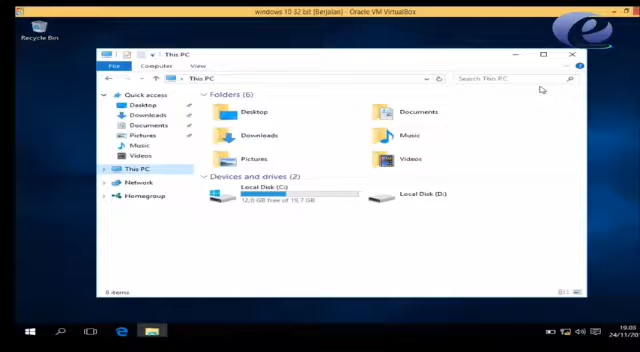 windows 10 32 bit [Berjalan] - Oracle VM VirtualBox
Recycle Bin
This PC
File Computer View
This PC
Search This PC
Quick access
Desktop
Downloads
Documents
Pictures
Music
Videos
This PC
Network
Homegroup
Folders (6)
Desktop
Documents
Downloads
Music
Pictures
Videos
Devices and drives (2)
Local Disk (C:)
12,0 GB free of 19,7 GB
Local Disk (D:)
8 items
19.03